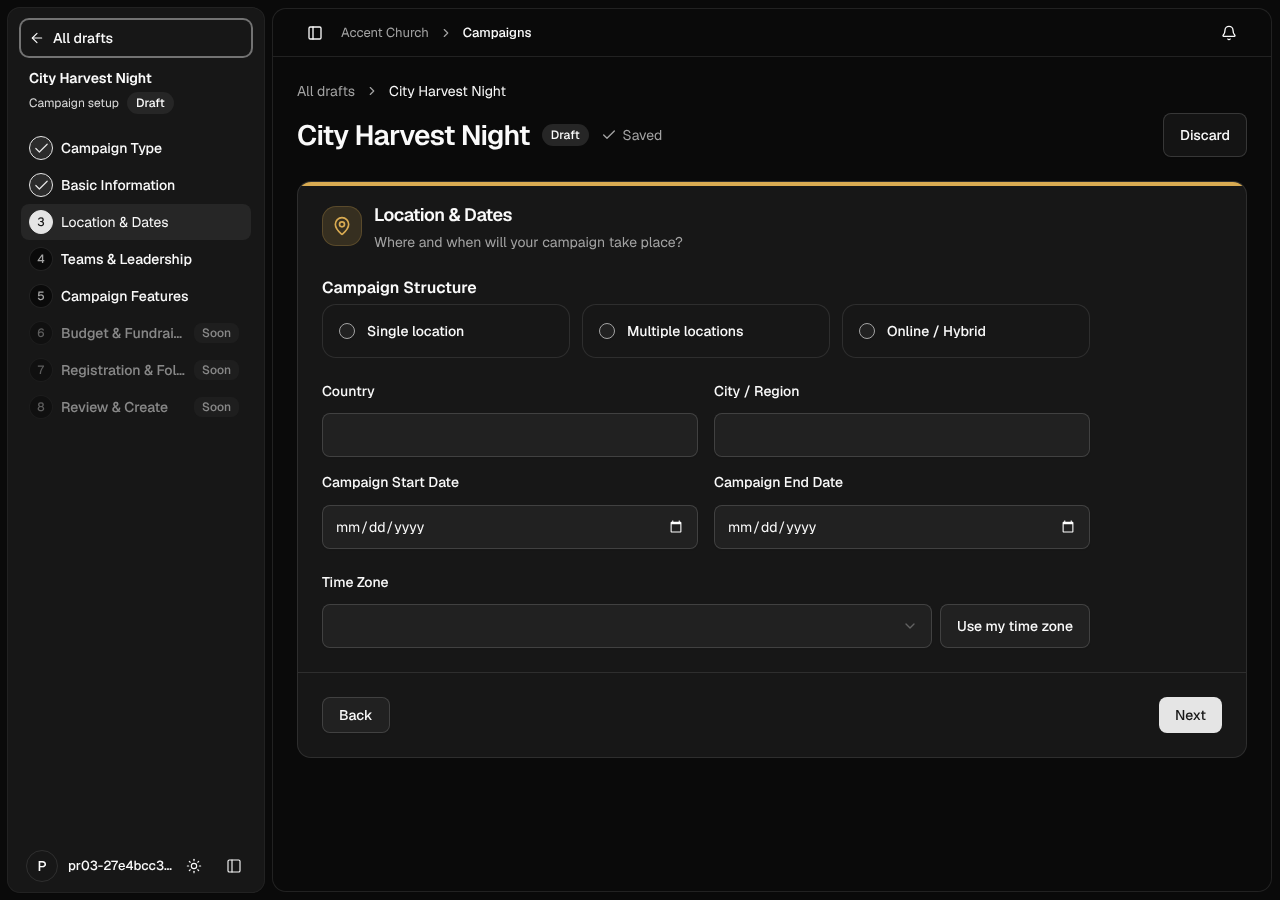 All drafts
City Harvest Night
Campaign setup Draft
Campaign Type
Basic Information
3 Location & Dates
4 Teams & Leadership
5 Campaign Features
6 Budget & Fundrai... Soon
7 Registration & Fol... Soon
8 Review & Create Soon
P pr03-27e4bcc3...
Accent Church > Campaigns
All drafts > City Harvest Night
City Harvest Night Draft Saved
Discard
Location & Dates
Where and when will your campaign take place?
Campaign Structure
Single location Multiple locations Online / Hybrid
Country City / Region
Campaign Start Date Campaign End Date
mm/dd/yyyy mm/dd/yyyy
Time Zone
Use my time zone
Back Next